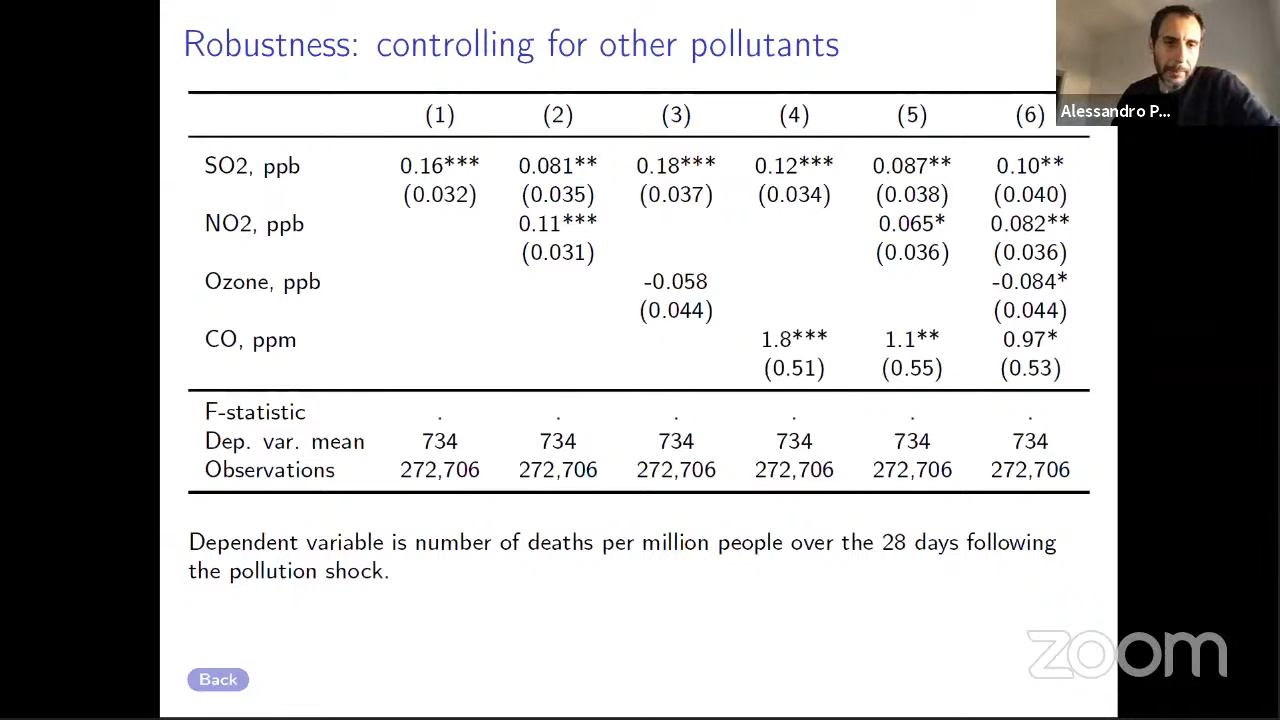 Robustness: controlling for other pollutants
(1) (2) (3) (4) (5) (6)
SO2, ppb 0.16*** 0.081** 0.18*** 0.12*** 0.087** 0.10**
(0.032) (0.035) (0.037) (0.034) (0.038) (0.040)
NO2, ppb 0.11*** 0.065* 0.082**
(0.031) (0.036) (0.036)
Ozone, ppb -0.058 -0.084*
(0.044) (0.044)
CO, ppm 1.8*** 1.1** 0.97*
(0.51) (0.55) (0.53)
F-statistic . . . . . .
Dep. var. mean 734 734 734 734 734 734
Observations 272,706 272,706 272,706 272,706 272,706 272,706
Dependent variable is number of deaths per million people over the 28 days following
the pollution shock.
Back
Alessandro P...
zoom